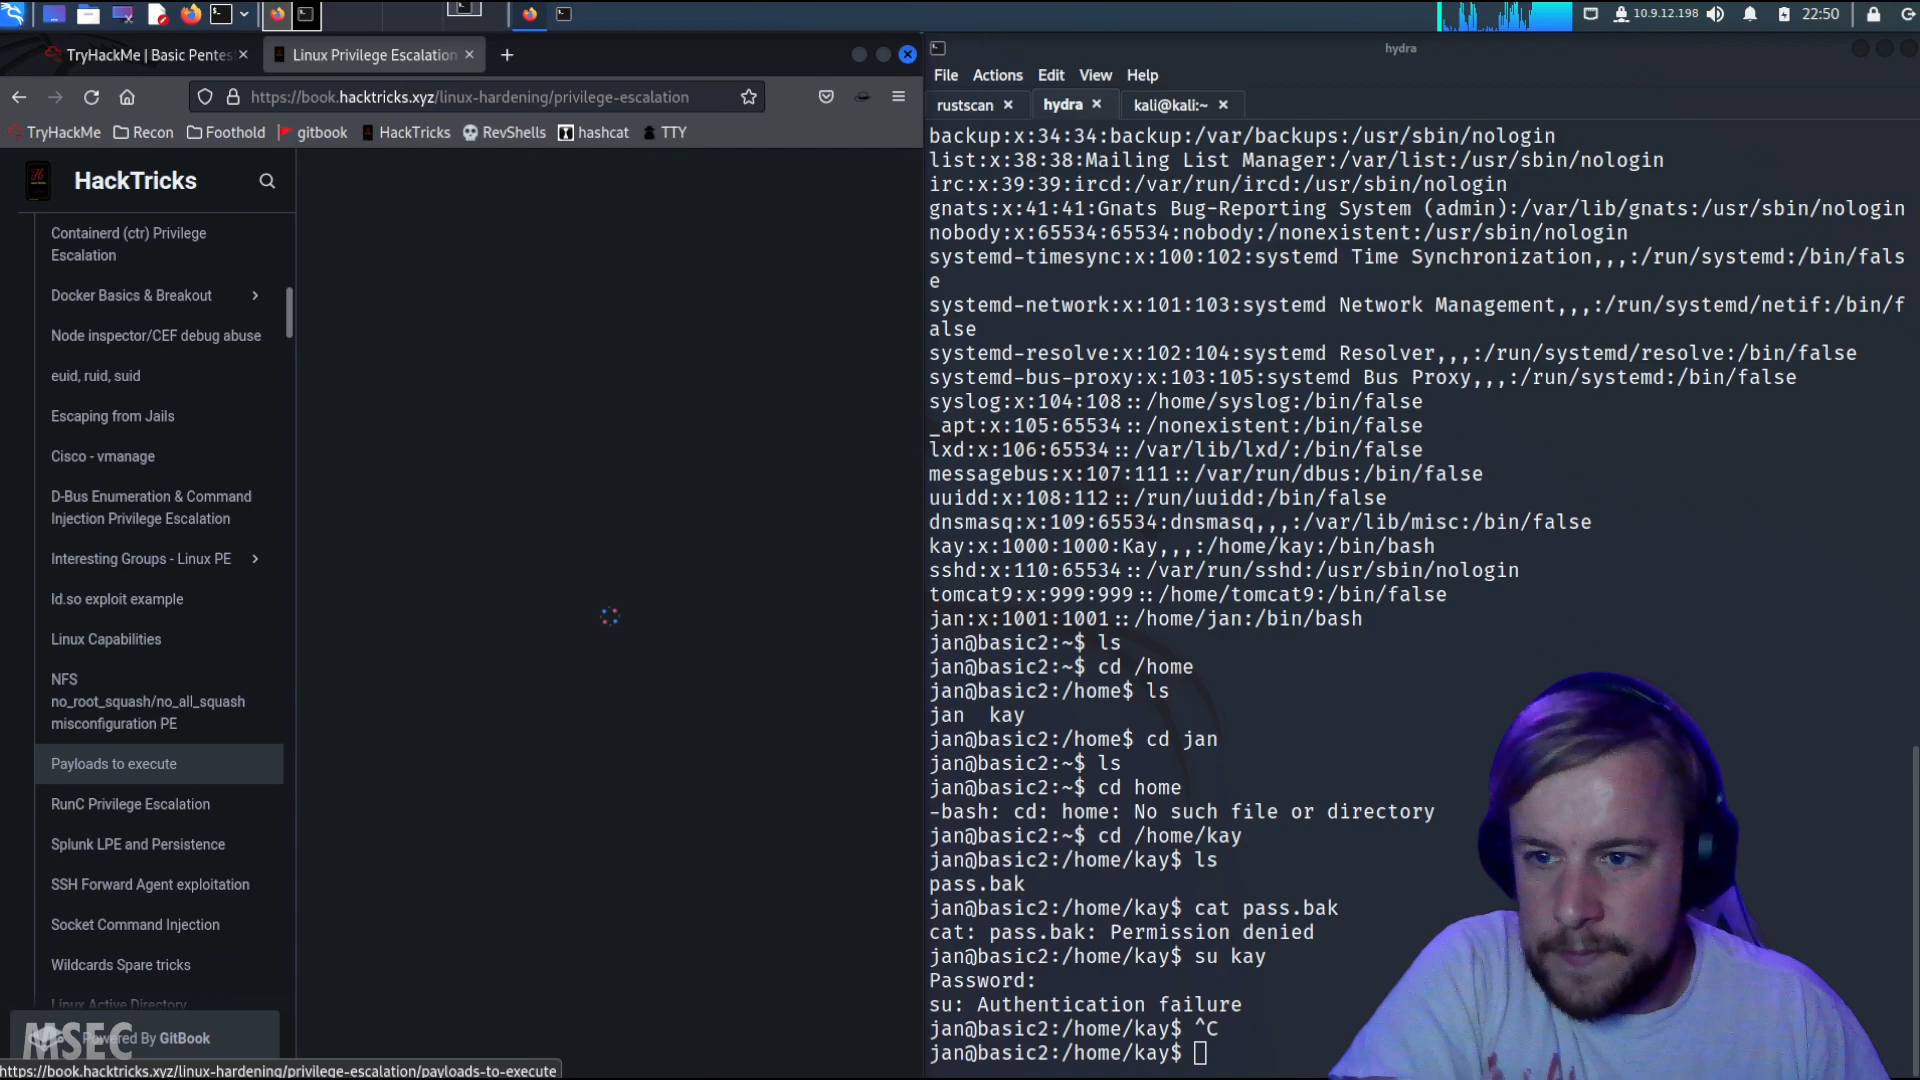 10.9.12.198
22:50
TryHackMe | Basic Pentes
Linux Privilege Escalation
https://book.hacktricks.xyz/linux-hardening/privilege-escalation
TryHackMe
Recon
Foothold
gitbook
HackTricks
RevShells
hashcat
TTY
HackTricks
Containerd (ctr) Privilege
Escalation
Docker Basics & Breakout
Node inspector/CEF debug abuse
euid, ruid, suid
Escaping from Jails
Cisco - vmanage
D-Bus Enumeration & Command
Injection Privilege Escalation
Interesting Groups - Linux PE
ld.so exploit example
Linux Capabilities
NFS
no_root_squash/no_all_squash
misconfiguration PE
Payloads to execute
RunC Privilege Escalation
Splunk LPE and Persistence
SSH Forward Agent exploitation
Socket Command Injection
Wildcards Spare tricks
Linux Active Directory
MSEC
Powered By GitBook
https://book.hacktricks.xyz/linux-hardening/privilege-escalation/payloads-to-execute
hydra
File Actions Edit View Help
rustscan
hydra
kali@kali:~
backup:x:34:34:backup:/var/backups:/usr/sbin/nologin
list:x:38:38:Mailing List Manager:/var/list:/usr/sbin/nologin
irc:x:39:39:ircd:/var/run/ircd:/usr/sbin/nologin
gnats:x:41:41:Gnats Bug-Reporting System (admin):/var/lib/gnats:/usr/sbin/nologin
nobody:x:65534:65534:nobody:/nonexistent:/usr/sbin/nologin
systemd-timesync:x:100:102:systemd Time Synchronization,,,:/run/systemd:/bin/fals
e
systemd-network:x:101:103:systemd Network Management,,,:/run/systemd/netif:/bin/f
alse
systemd-resolve:x:102:104:systemd Resolver,,,:/run/systemd/resolve:/bin/false
systemd-bus-proxy:x:103:105:systemd Bus Proxy,,,:/run/systemd:/bin/false
syslog:x:104:108::/home/syslog:/bin/false
_apt:x:105:65534::/nonexistent:/bin/false
lxd:x:106:65534::/var/lib/lxd/:/bin/false
messagebus:x:107:111::/var/run/dbus:/bin/false
uuidd:x:108:112::/run/uuidd:/bin/false
dnsmasq:x:109:65534:dnsmasq,,,:/var/lib/misc:/bin/false
kay:x:1000:1000:Kay,,,:/home/kay:/bin/bash
sshd:x:110:65534::/var/run/sshd:/usr/sbin/nologin
tomcat9:x:999:999::/home/tomcat9:/bin/false
jan:x:1001:1001::/home/jan:/bin/bash
jan@basic2:~$ ls
jan@basic2:~$ cd /home
jan@basic2:/home$ ls
jan  kay
jan@basic2:/home$ cd jan
jan@basic2:~$ ls
jan@basic2:~$ cd home
-bash: cd: home: No such file or directory
jan@basic2:~$ cd /home/kay
jan@basic2:/home/kay$ ls
pass.bak
jan@basic2:/home/kay$ cat pass.bak
cat: pass.bak: Permission denied
jan@basic2:/home/kay$ su kay
Password:
su: Authentication failure
jan@basic2:/home/kay$ ^C
jan@basic2:/home/kay$